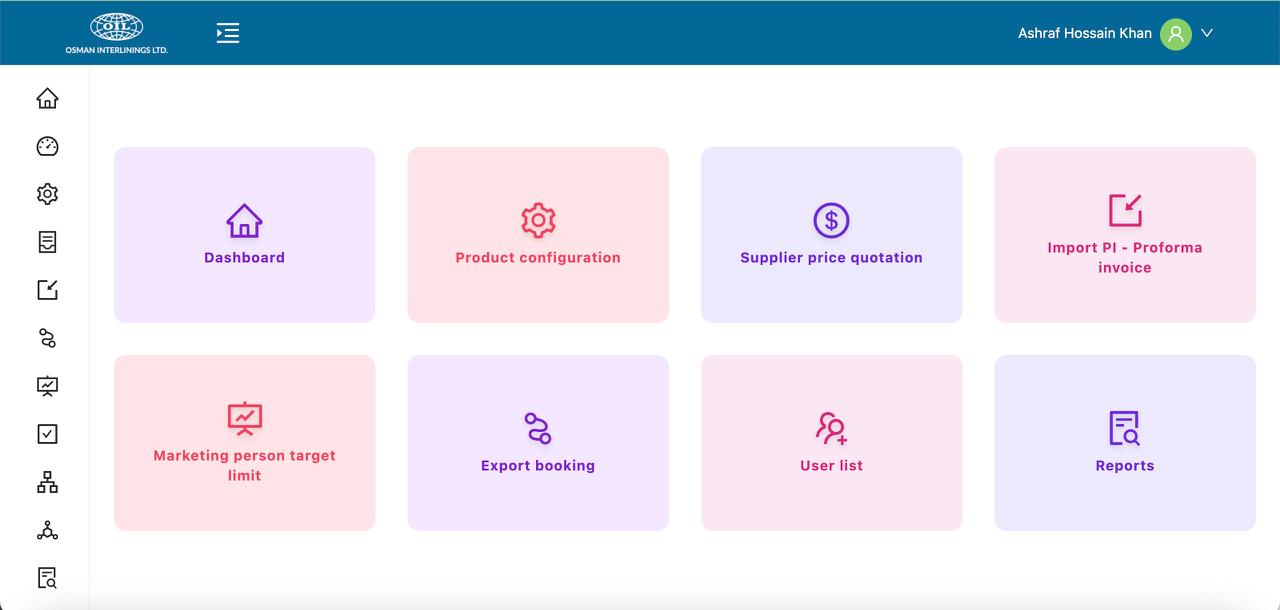 OIL
OSMAN INTERLININGS LTD.
Ashraf Hossain Khan
Dashboard
Product configuration
Supplier price quotation
Import PI - Proforma
invoice
Marketing person target
limit
Export booking
User list
Reports